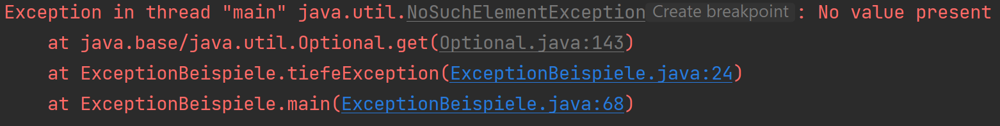 Exception in thread "main" java.util.NoSuchElementException Create breakpoint : No value present
at java.base/java.util.Optional.get(Optional.java:143)
at ExceptionBeispiele.tiefeException(ExceptionBeispiele.java:24)
at ExceptionBeispiele.main(ExceptionBeispiele.java:68)